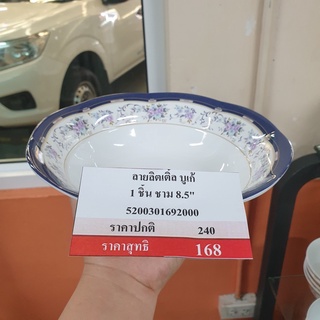 ลายลิตเติ้ล บูเก้
1 ชิ้น ชาม 8.5"
5200301692000
ราคาปกติ 240
ราคาสุทธิ 168